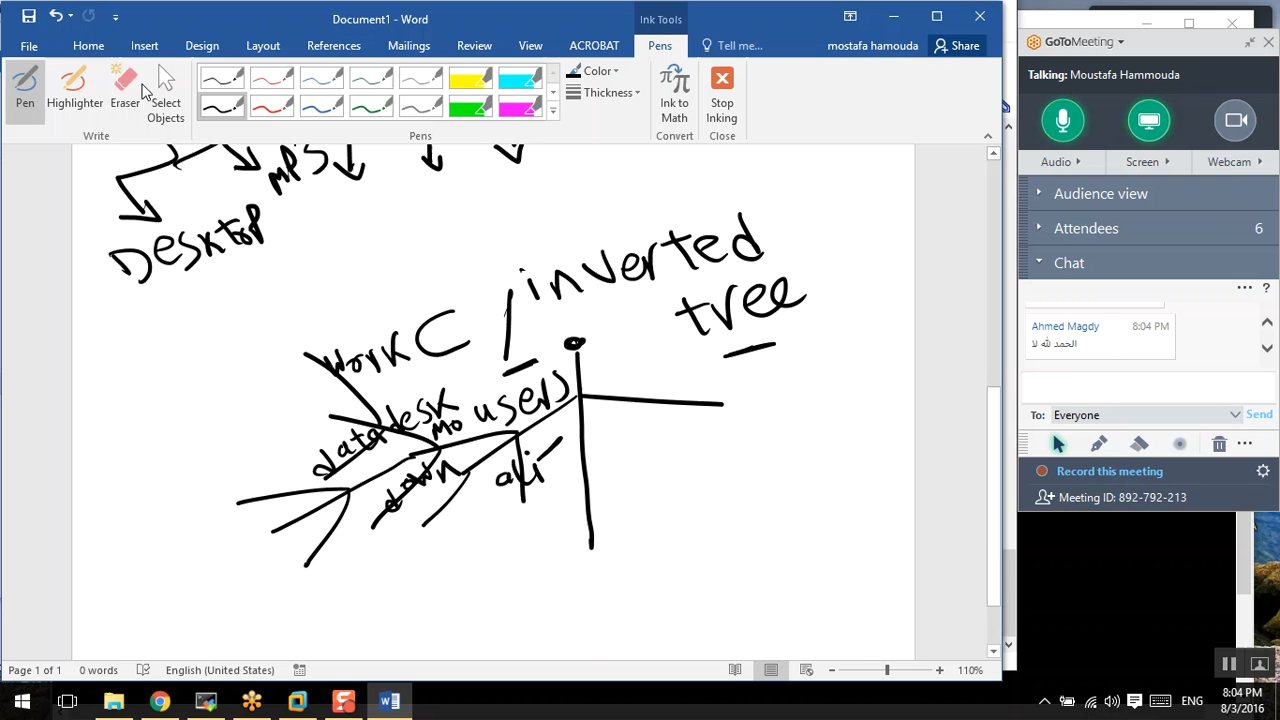 Document1 - Word
Ink Tools
File
Home
Insert
Design
Layout
References
Mailings
Review
View
ACROBAT
Pens
Tell me...
mostafa hamouda
Share
Pen
Highlighter
Eraser
Select Objects
Color
Thickness
Ink to Math
Stop Inking
Write
Pens
Convert
Close
MPS
Desktop
inverted
tree
work C /
users
desk
Mo
data
down
ali
Page 1 of 1
0 words
English (United States)
110%
GoToMeeting
Talking: Moustafa Hammouda
Audio
Screen
Webcam
Audience view
Attendees 6
Chat
Ahmed Magdy 8:04 PM
الحمد لله لا
To: Everyone
Send
Record this meeting
Meeting ID: 892-792-213
ENG
8:04 PM
8/3/2016